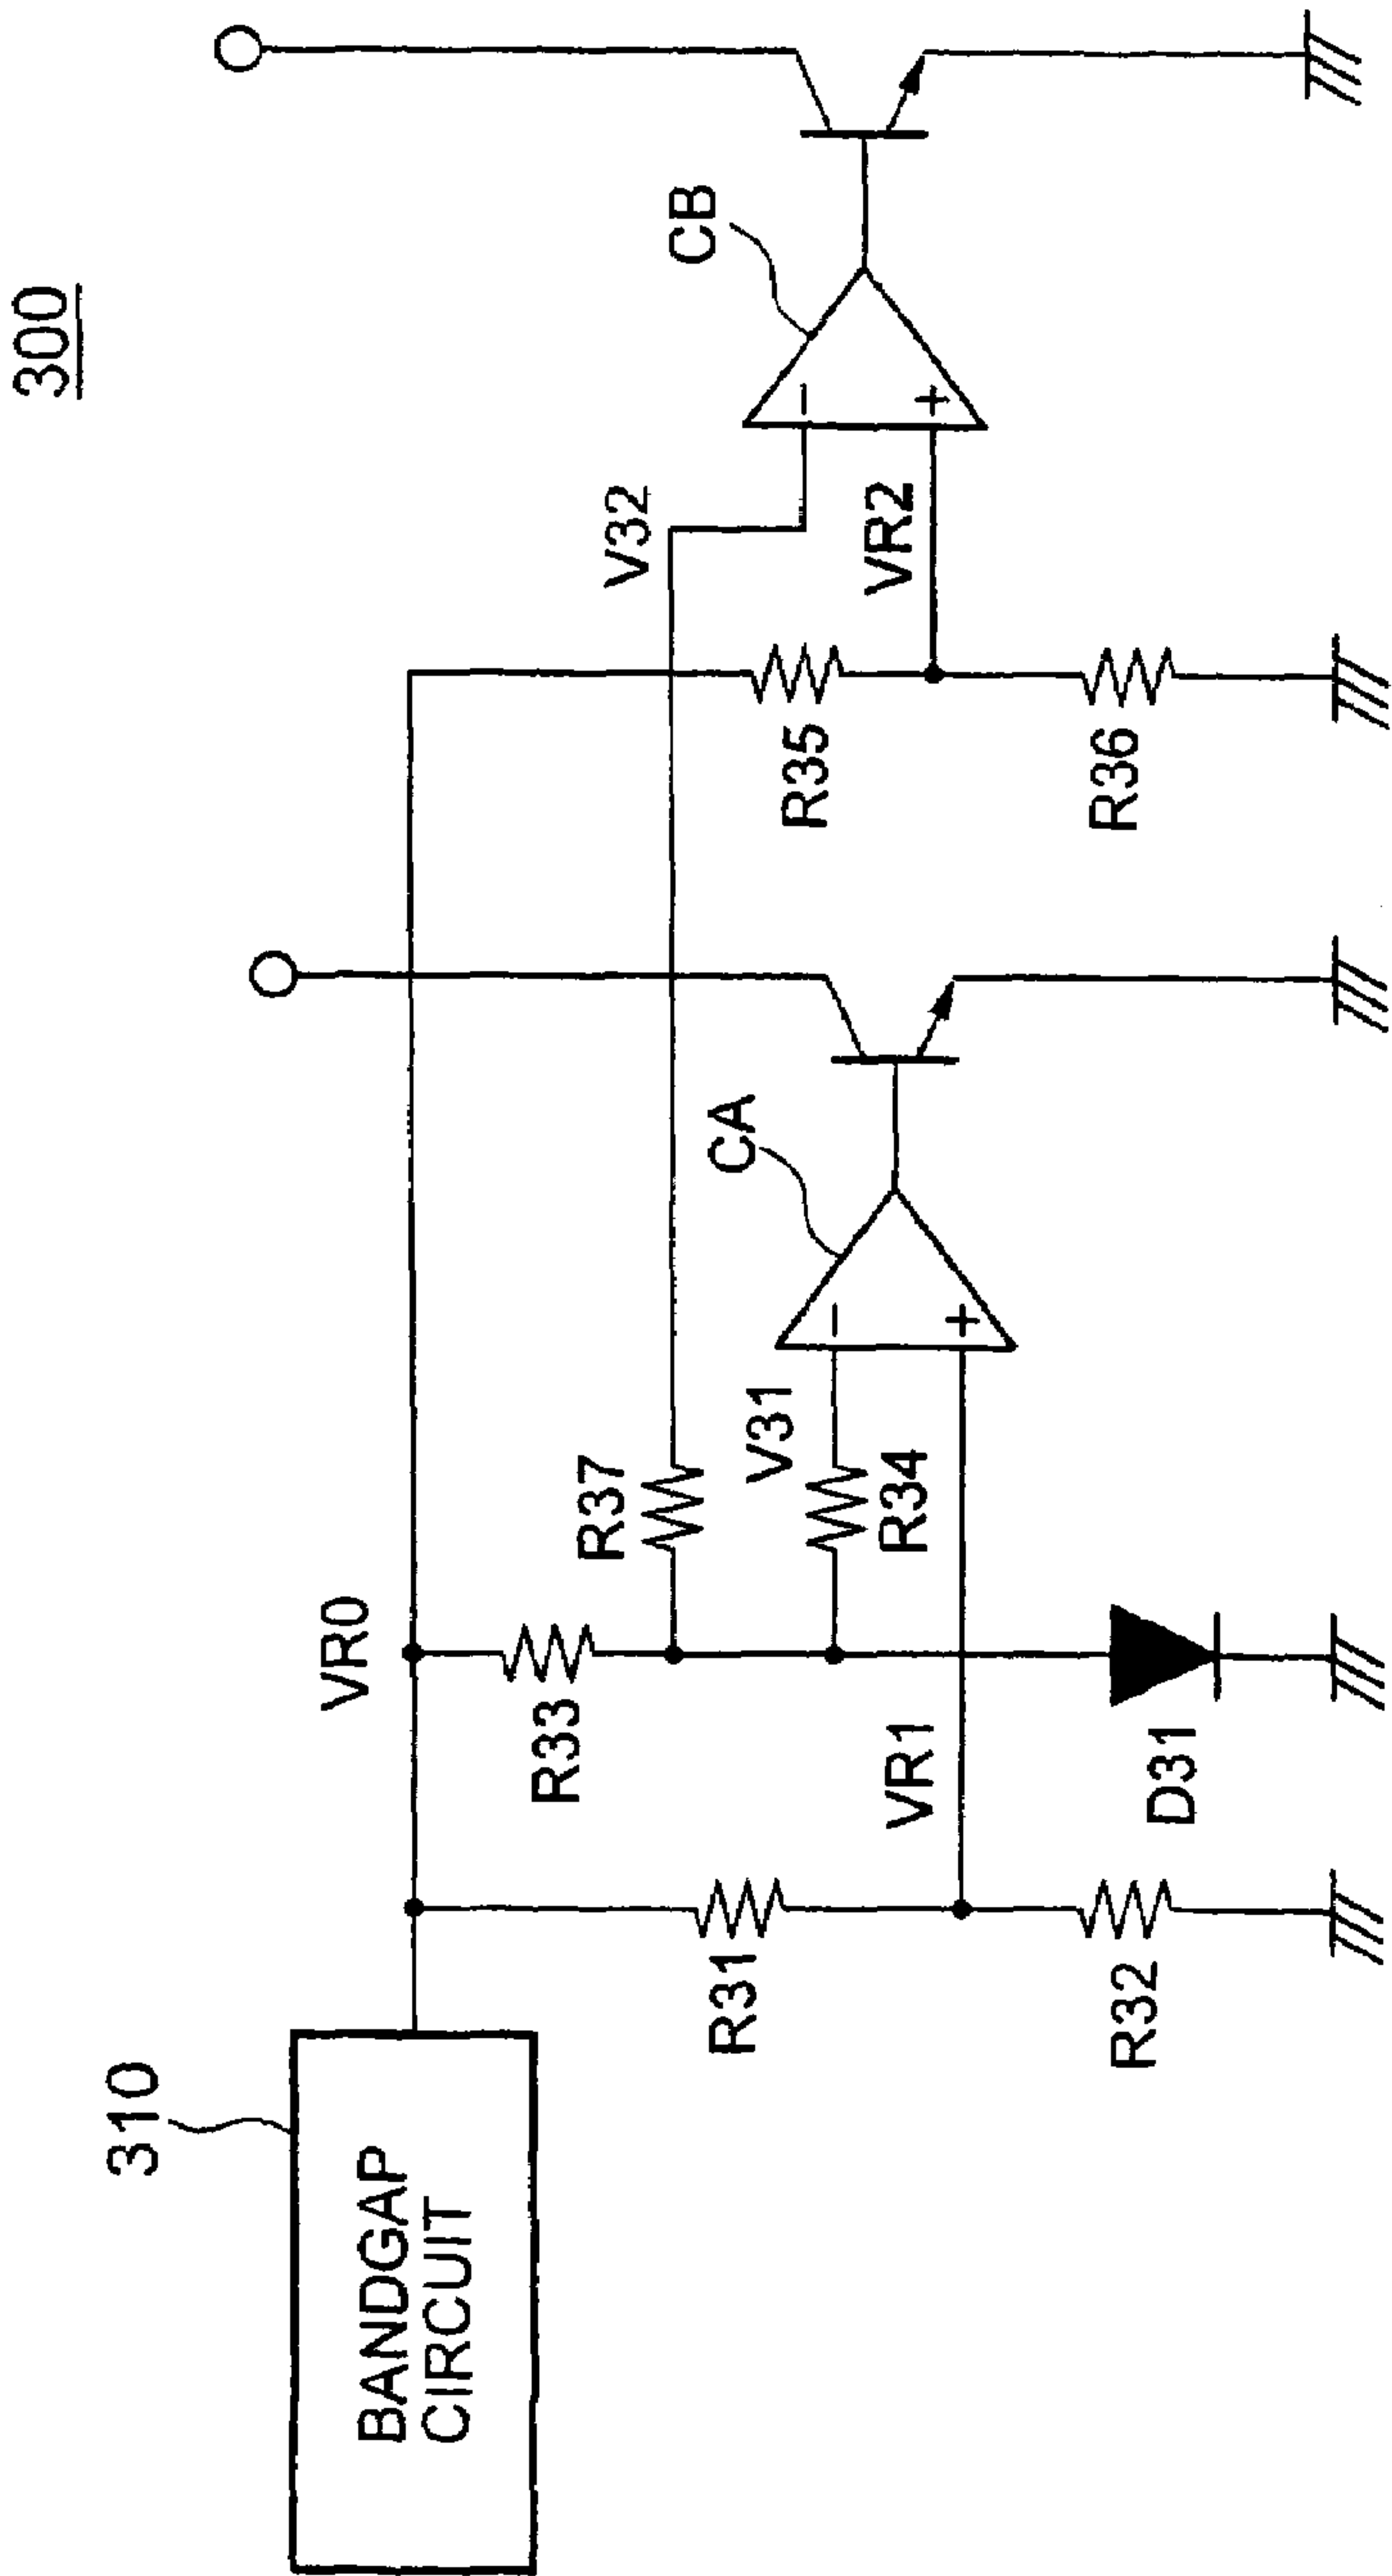 300
310
BANDGAP
CIRCUIT
VR0
R31
R32
R33
VR1
D31
R37
V31
R34
CA
−
+
V32
R35
R36
VR2
CB
−
+